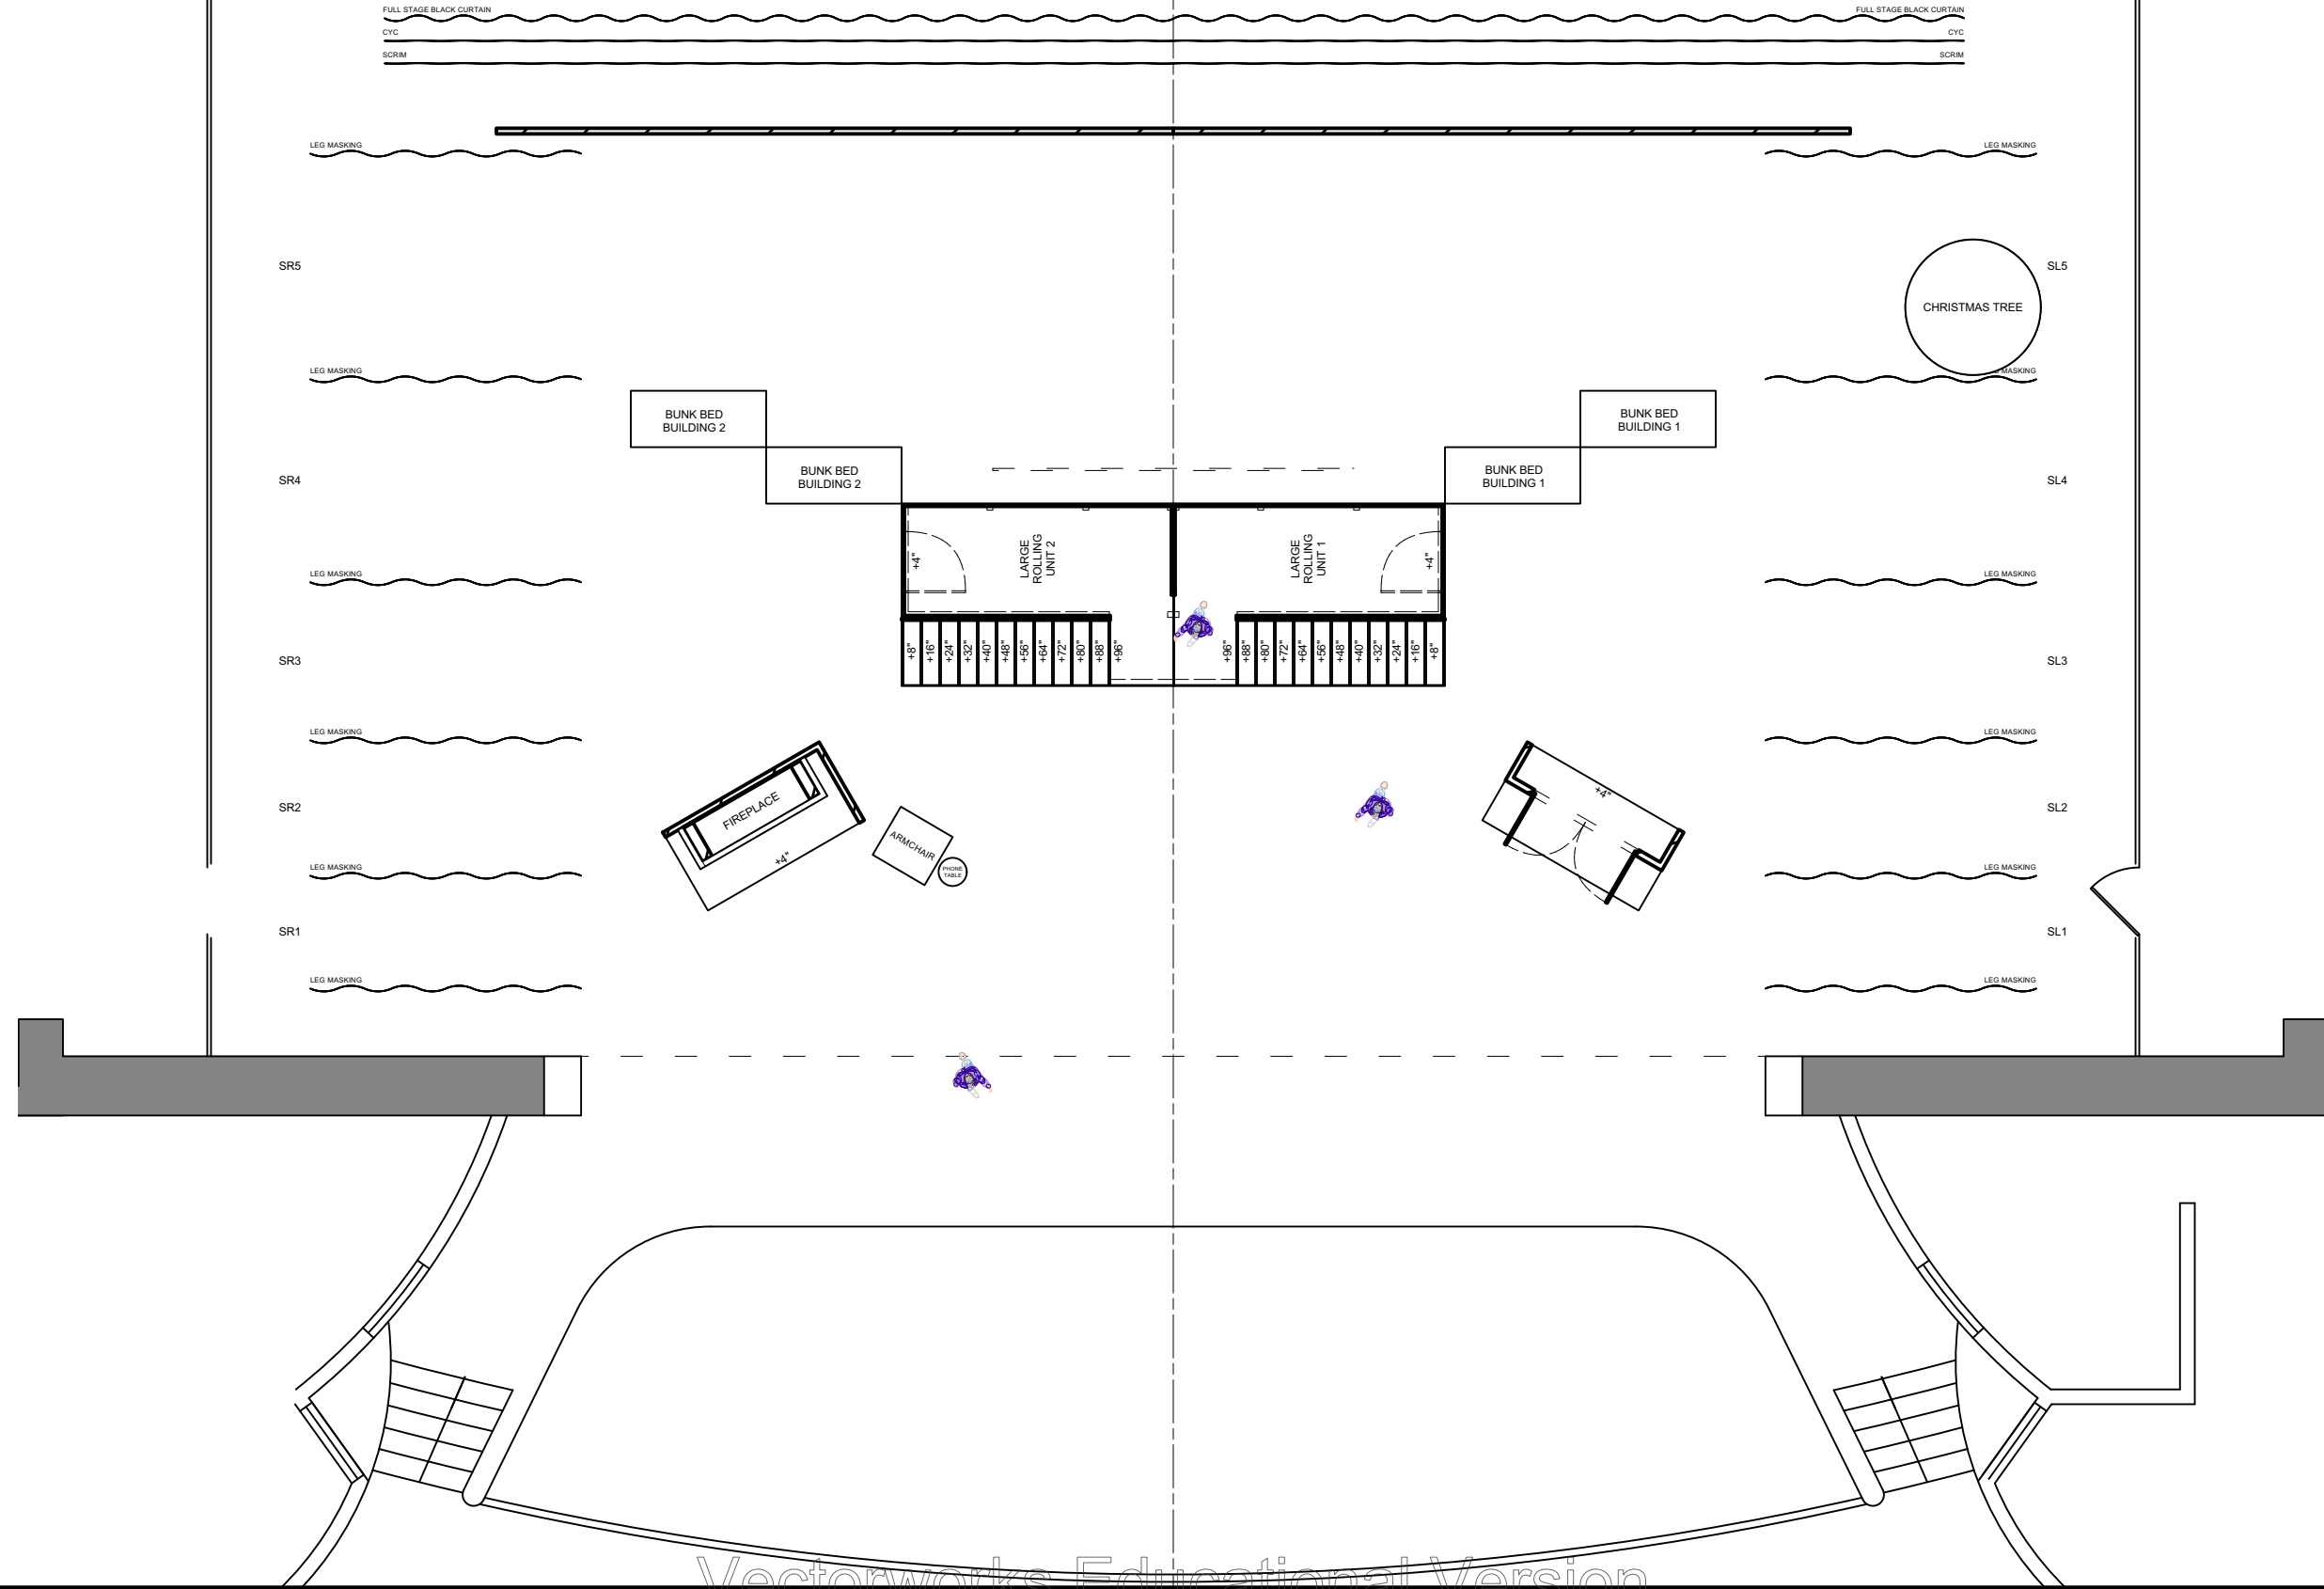 FULL STAGE BLACK CURTAIN
FULL STAGE BLACK CURTAIN
CYC
CYC
SCRIM
SCRIM
LEG MASKING
LEG MASKING
SR5
SL5
CHRISTMAS TREE
LEG MASKING
MASKING
BUNK BED
BUILDING 2
BUNK BED
BUILDING 1
BUNK BED
BUILDING 2
BUNK BED
BUILDING 1
SR4
SL4
+4"
LARGE
ROLLING
UNIT 2
LARGE
ROLLING
UNIT 1
+4"
LEG MASKING
LEG MASKING
SR3
+8"
+16"
+24"
+32"
+40"
+48"
+56"
+64"
+72"
+80"
+88"
+96"
+96"
+88"
+80"
+72"
+64"
+56"
+48"
+40"
+32"
+24"
+16"
+8"
SL3
LEG MASKING
LEG MASKING
SR2
FIREPLACE
+4"
ARMCHAIR
PHONE
TABLE
+4"
SL2
LEG MASKING
LEG MASKING
SR1
SL1
LEG MASKING
LEG MASKING
Vectorworks Educational Version